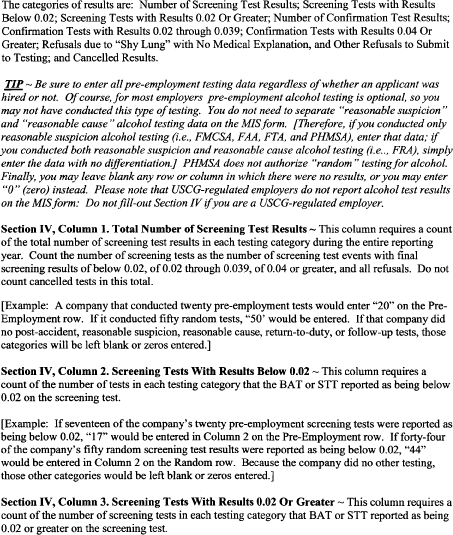 The categories of results are:  Number of Screening Test Results; Screening Tests with Results
Below 0.02; Screening Tests with Results 0.02 Or Greater; Number of Confirmation Test Results;
Confirmation Tests with Results 0.02 through 0.039; Confirmation Tests with Results 0.04 Or
Greater; Refusals due to “Shy Lung” with No Medical Explanation, and Other Refusals to Submit
to Testing; and Cancelled Results.
TIP ~ Be sure to enter all pre-employment testing data regardless of whether an applicant was
hired or not.  Of course, for most employers  pre-employment alcohol testing is optional, so you
may not have conducted this type of testing.  You do not need to separate “reasonable suspicion”
and “reasonable cause” alcohol testing data on the MIS form.  [Therefore, if you conducted only
reasonable suspicion alcohol testing (i.e., FMCSA, FAA, FTA, and PHMSA), enter that data; if
you conducted both reasonable suspicion and reasonable cause alcohol testing (i.e.., FRA), simply
enter the data with no differentiation.]  PHMSA does not authorize “random” testing for alcohol.
Finally, you may leave blank any row or column in which there were no results, or you may enter
“0” (zero) instead.  Please note that USCG-regulated employers do not report alcohol test results
on the MIS form:  Do not fill-out Section IV if you are a USCG-regulated employer.
Section IV, Column 1. Total Number of Screening Test Results ~ This column requires a count
of the total number of screening test results in each testing category during the entire reporting
year.  Count the number of screening tests as the number of screening test events with final
screening results of below 0.02, of 0.02 through 0.039, of 0.04 or greater, and all refusals.  Do not
count cancelled tests in this total.
[Example:  A company that conducted twenty pre-employment tests would enter “20” on the Pre-
Employment row.  If it conducted fifty random tests, “50’ would be entered.  If that company did
no post-accident, reasonable suspicion, reasonable cause, return-to-duty, or follow-up tests, those
categories will be left blank or zeros entered.]
Section IV, Column 2. Screening Tests With Results Below 0.02 ~ This column requires a
count of the number of tests in each testing category that the BAT or STT reported as being below
0.02 on the screening test.
[Example:  If seventeen of the company’s twenty pre-employment screening tests were reported as
being below 0.02, “17” would be entered in Column 2 on the Pre-Employment row.  If forty-four
of the company’s fifty random screening test results were reported as being below 0.02, “44”
would be entered in Column 2 on the Random row.  Because the company did no other testing,
those other categories would be left blank or zeros entered.]
Section IV, Column 3. Screening Tests With Results 0.02 Or Greater ~ This column requires a
count of the number of screening tests in each testing category that BAT or STT reported as being
0.02 or greater on the screening test.